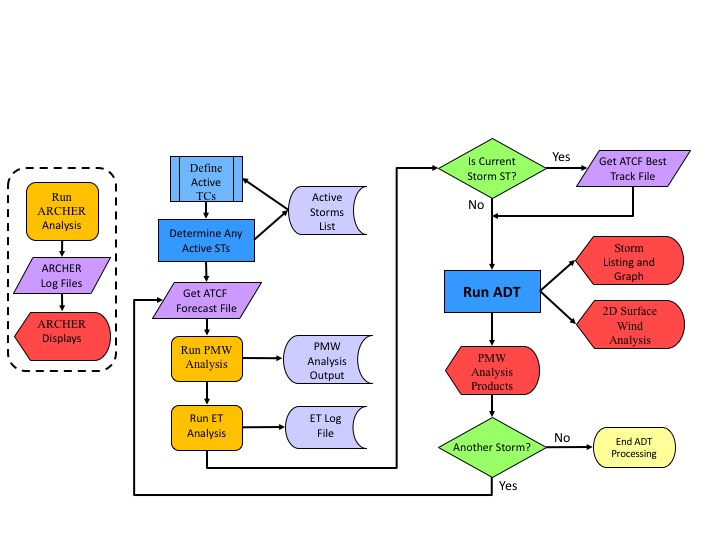 Run
ARCHER
Analysis
ARCHER
Log Files
ARCHER
Displays
Define
Active
TCs
Determine Any
Active STs
Active
Storms
List
Get ATCF
Forecast File
Run PMW
Analysis
PMW
Analysis
Output
Run ET
Analysis
ET Log
File
Is Current
Storm ST?
Yes
Get ATCF Best
Track File
No
Run ADT
Storm
Listing and
Graph
2D Surface
Wind
Analysis
PMW
Analysis
Products
Another Storm?
No
End ADT
Processing
Yes